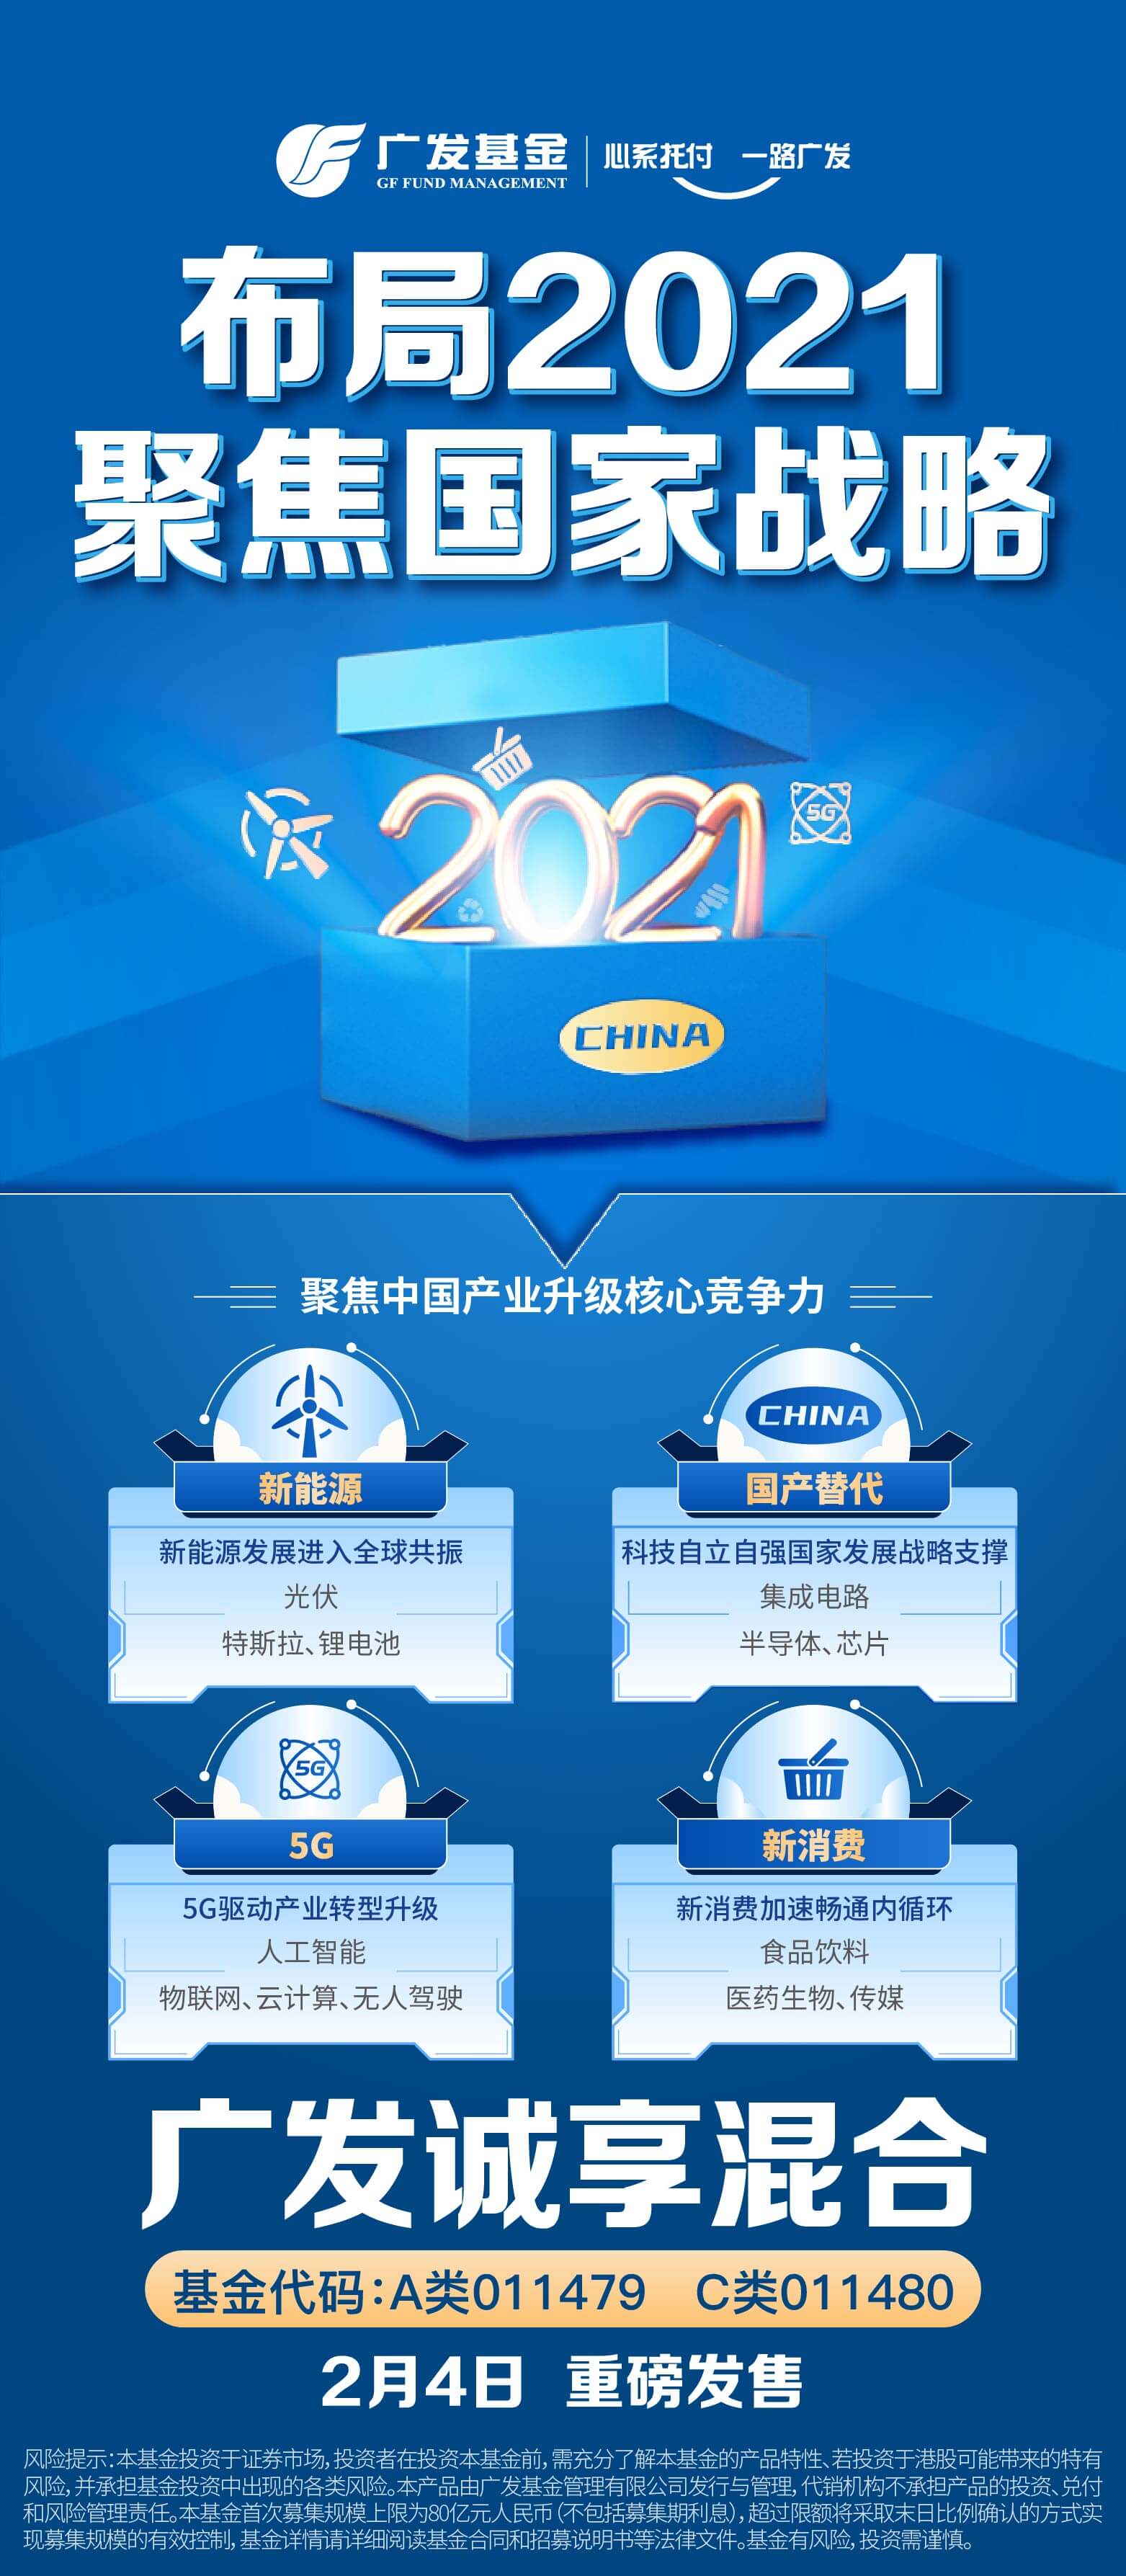 广发基金
GF FUND MANAGEMENT
心系托付 一路广发
布局2021
聚焦国家战略
2021
5G
CHINA
聚焦中国产业升级核心竞争力
新能源
新能源发展进入全球共振
光伏
特斯拉、锂电池
CHINA
国产替代
科技自立自强国家发展战略支撑
集成电路
半导体、芯片
5G
5G
5G驱动产业转型升级
人工智能
物联网、云计算、无人驾驶
新消费
新消费加速畅通内循环
食品饮料
医药生物、传媒
广发诚享混合
基金代码:A类011479 C类011480
2月4日 重磅发售
风险提示:本基金投资于证券市场,投资者在投资本基金前,需充分了解本基金的产品特性、若投资于港股可能带来的特有
风险,并承担基金投资中出现的各类风险。本产品由广发基金管理有限公司发行与管理,代销机构不承担产品的投资、兑付
和风险管理责任。本基金首次募集规模上限为80亿元人民币(不包括募集期利息),超过限额将采取末日比例确认的方式实
现募集规模的有效控制,基金详情请详细阅读基金合同和招募说明书等法律文件。基金有风险,投资需谨慎。